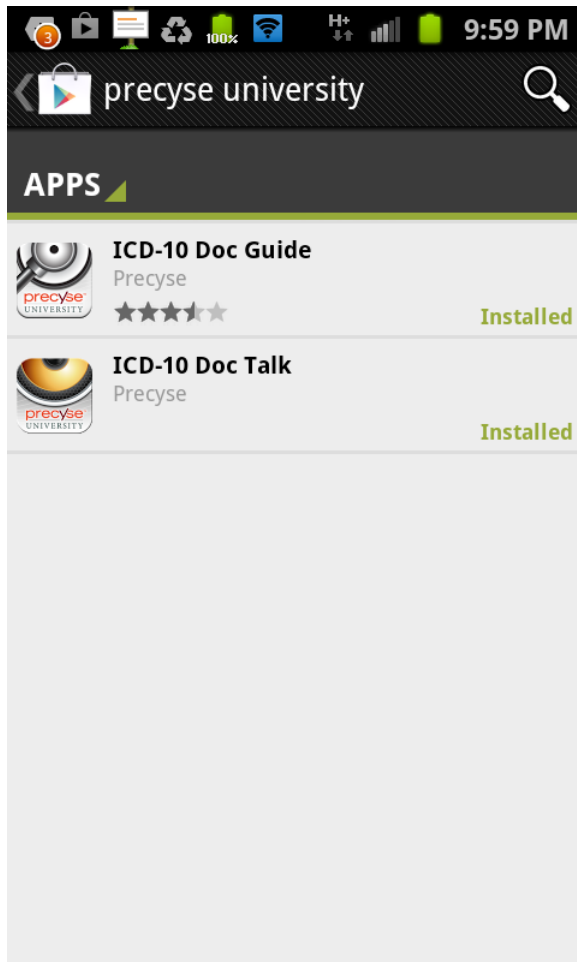 3
100%
H+
9:59 PM
precyse university
APPS
ICD-10 Doc Guide
Precyse
precyse
UNIVERSITY
Installed
ICD-10 Doc Talk
Precyse
precyse
UNIVERSITY
Installed